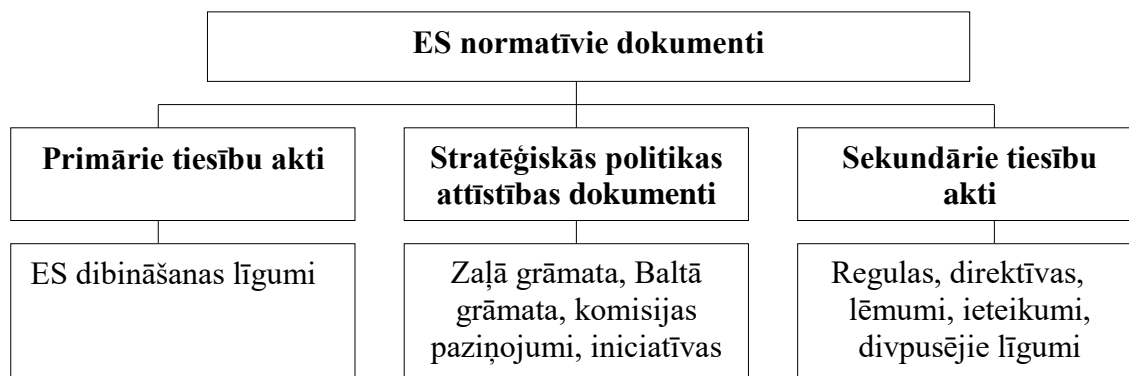 ES normatīvie dokumenti
Primārie tiesību akti
Stratēģiskās politikas
attīstības dokumenti
Sekundārie tiesību
akti
ES dibināšanas līgumi
Zaļā grāmata, Baltā
grāmata, komisijas
paziņojumi, iniciatīvas
Regulas, direktīvas,
lēmumi, ieteikumi,
divpusējie līgumi